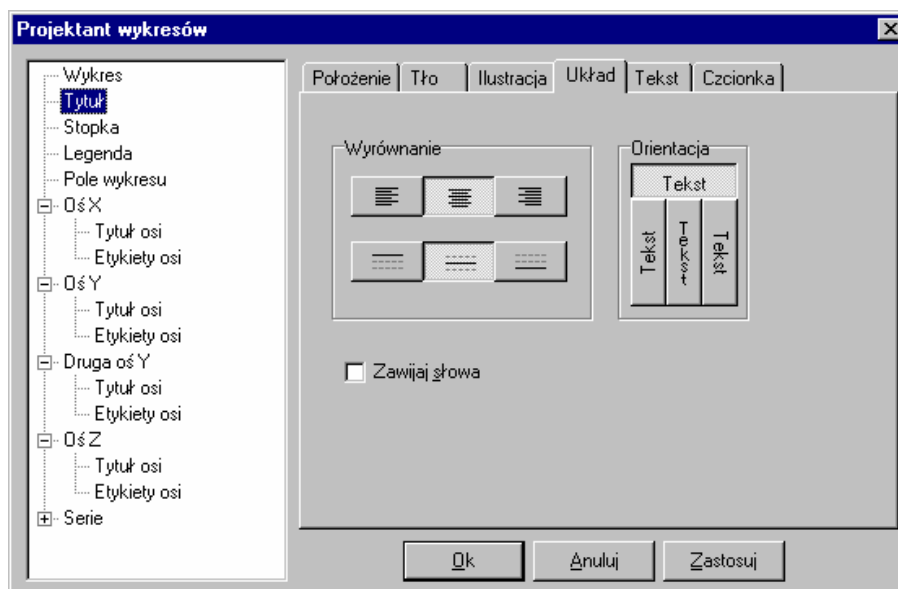 Projektant wykresów
Wykres
Tytuł
Stopka
Legenda
Pole wykresu
Oś X
Tytuł osi
Etykiety osi
Oś Y
Tytuł osi
Etykiety osi
Druga oś Y
Tytuł osi
Etykiety osi
Oś Z
Tytuł osi
Etykiety osi
Serie
Położenie Tło Ilustracja Układ Tekst Czcionka
Wyrównanie
Orientacja
Tekst
Tekst Tekst Tekst
Zawijaj słowa
Ok Anuluj Zastosuj